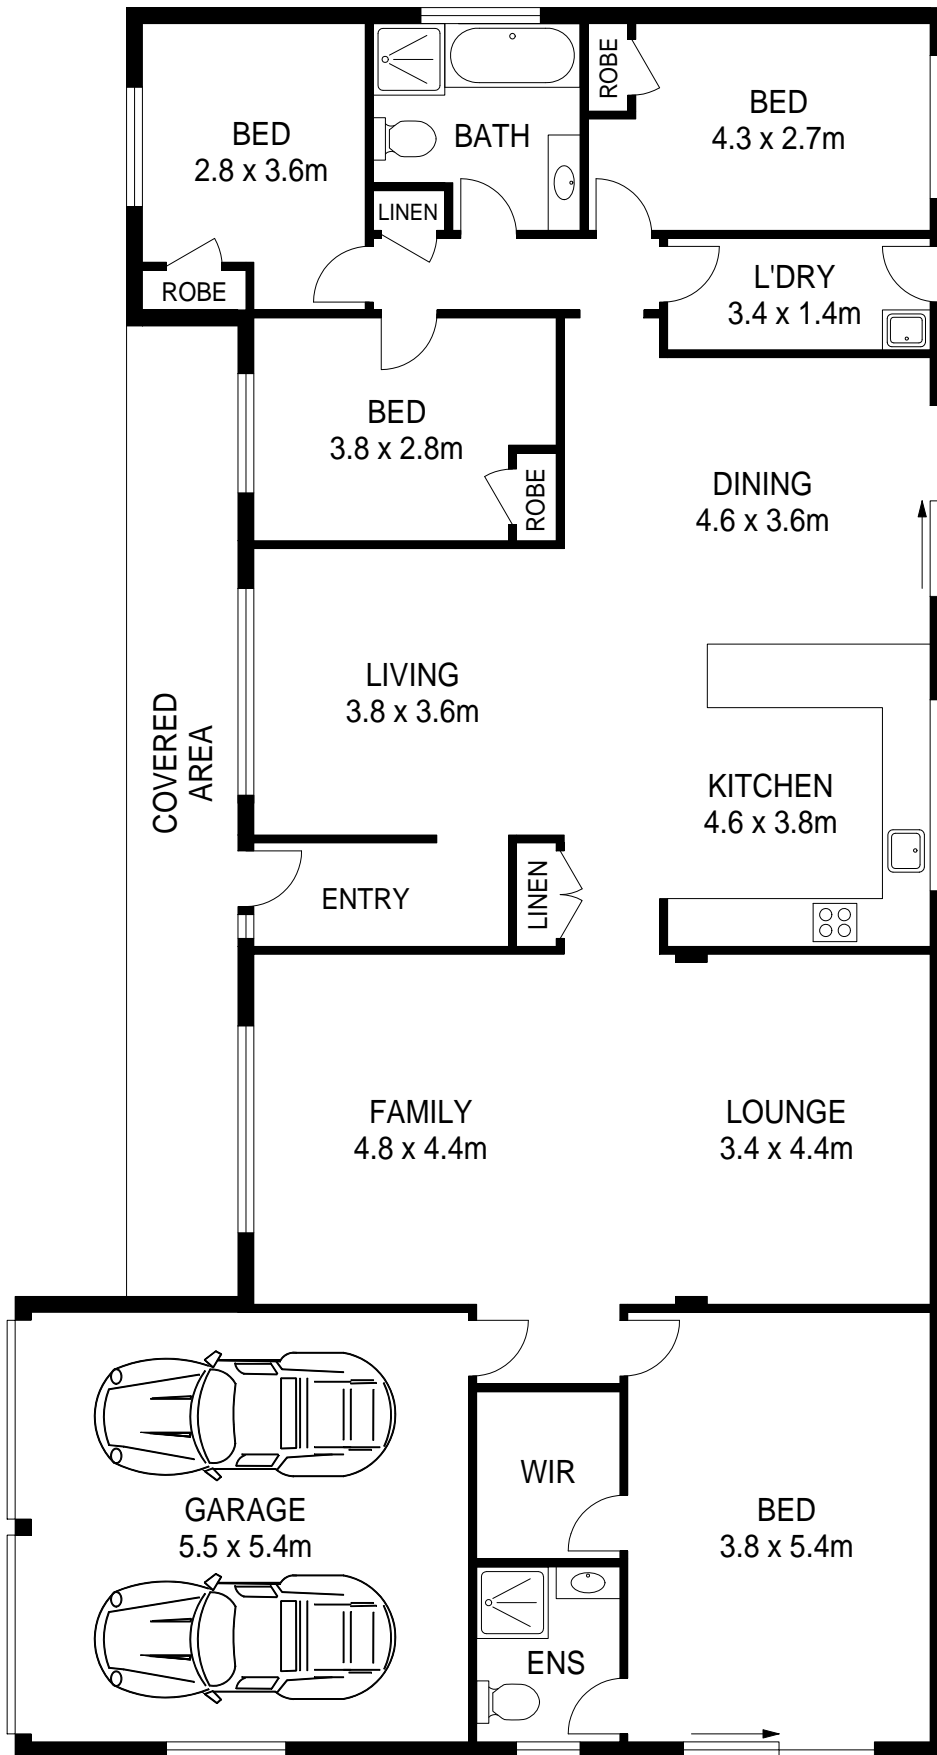 BED
2.8 x 3.6m
BATH
ROBE
BED
4.3 x 2.7m
LINEN
ROBE
L'DRY
3.4 x 1.4m
BED
3.8 x 2.8m
ROBE
DINING
4.6 x 3.6m
LIVING
3.8 x 3.6m
COVERED
AREA
KITCHEN
4.6 x 3.8m
ENTRY
LINEN
FAMILY
4.8 x 4.4m
LOUNGE
3.4 x 4.4m
WIR
GARAGE
5.5 x 5.4m
BED
3.8 x 5.4m
ENS